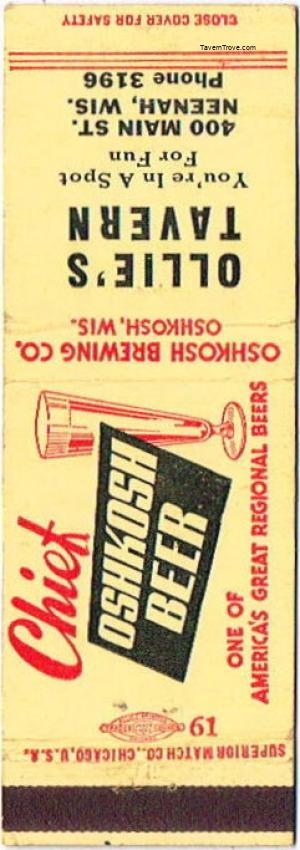 TavernTrove.com
CLOSE COVER FOR SAFETY
OLLIE'S
TAVERN
You're In A Spot
For Fun
400 MAIN ST.
NEENAH, WIS.
Phone 3196
OSHKOSH BREWING CO.
OSHKOSH, WIS.
Chief
OSHKOSH
BEER
ONE OF
AMERICA'S GREAT REGIONAL BEERS
19
SUPERIOR MATCH CO., CHICAGO, U.S.A.